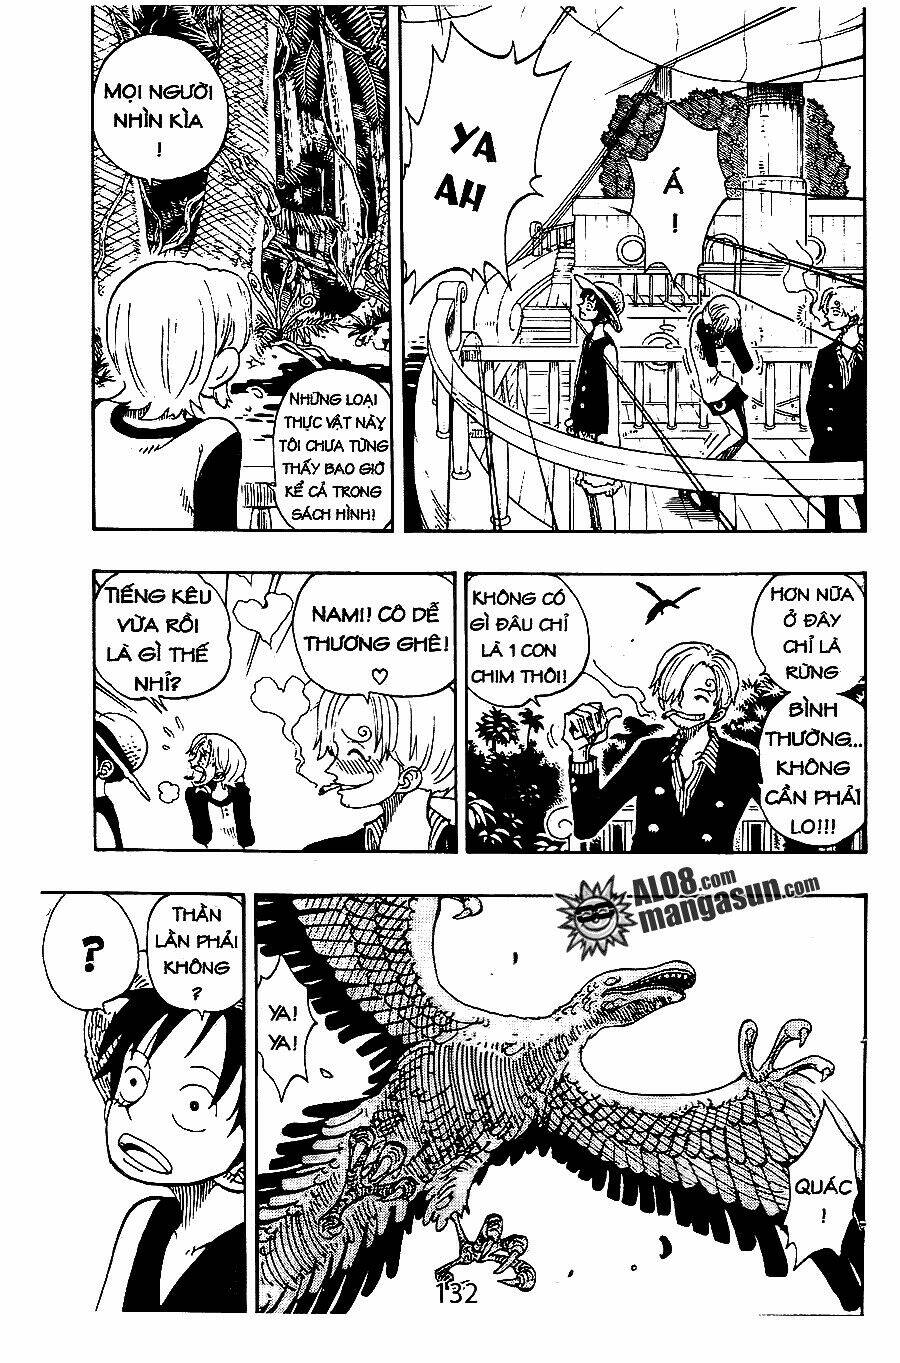 YA
AH
Á
!
MỌI NGƯỜI
NHÌN KÌA
!
NHỮNG LOẠI
THỰC VẬT NÀY
TÔI CHƯA TỪNG
THẤY BAO GIỜ
KỂ CẢ TRONG
SÁCH HÌNH!
HƠN NỮA
Ở ĐÂY
CHỈ LÀ
RỪNG
BÌNH
THƯỜNG...
KHÔNG
CẦN PHẢI
LO!!!
KHÔNG CÓ
GÌ ĐÂU CHỈ
LÀ 1 CON
CHIM THÔI!
NAMI! CÔ DỄ
THƯƠNG GHÊ!
♡
TIẾNG KÊU
VỪA RỒI
LÀ GÌ THẾ
NHỈ?
AL08.com
mangasun.com
QUÁC
!
YA!
YA!
THẰN
LẰN PHẢI
KHÔNG
?
?
132